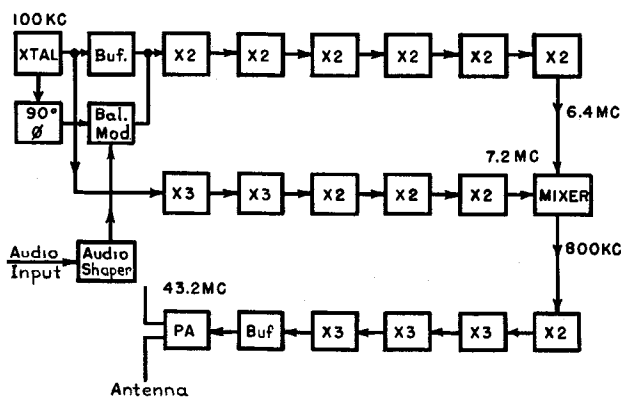 100KC
XTAL
Buf.
X2
X2
X2
X2
X2
X2
90°
Ø
Bal.
Mod.
6.4MC
7.2MC
X3
X3
X2
X2
X2
MIXER
Audio
Input
Audio
Shaper
800KC
43.2MC
PA
Buf
X3
X3
X3
X2
Antenna